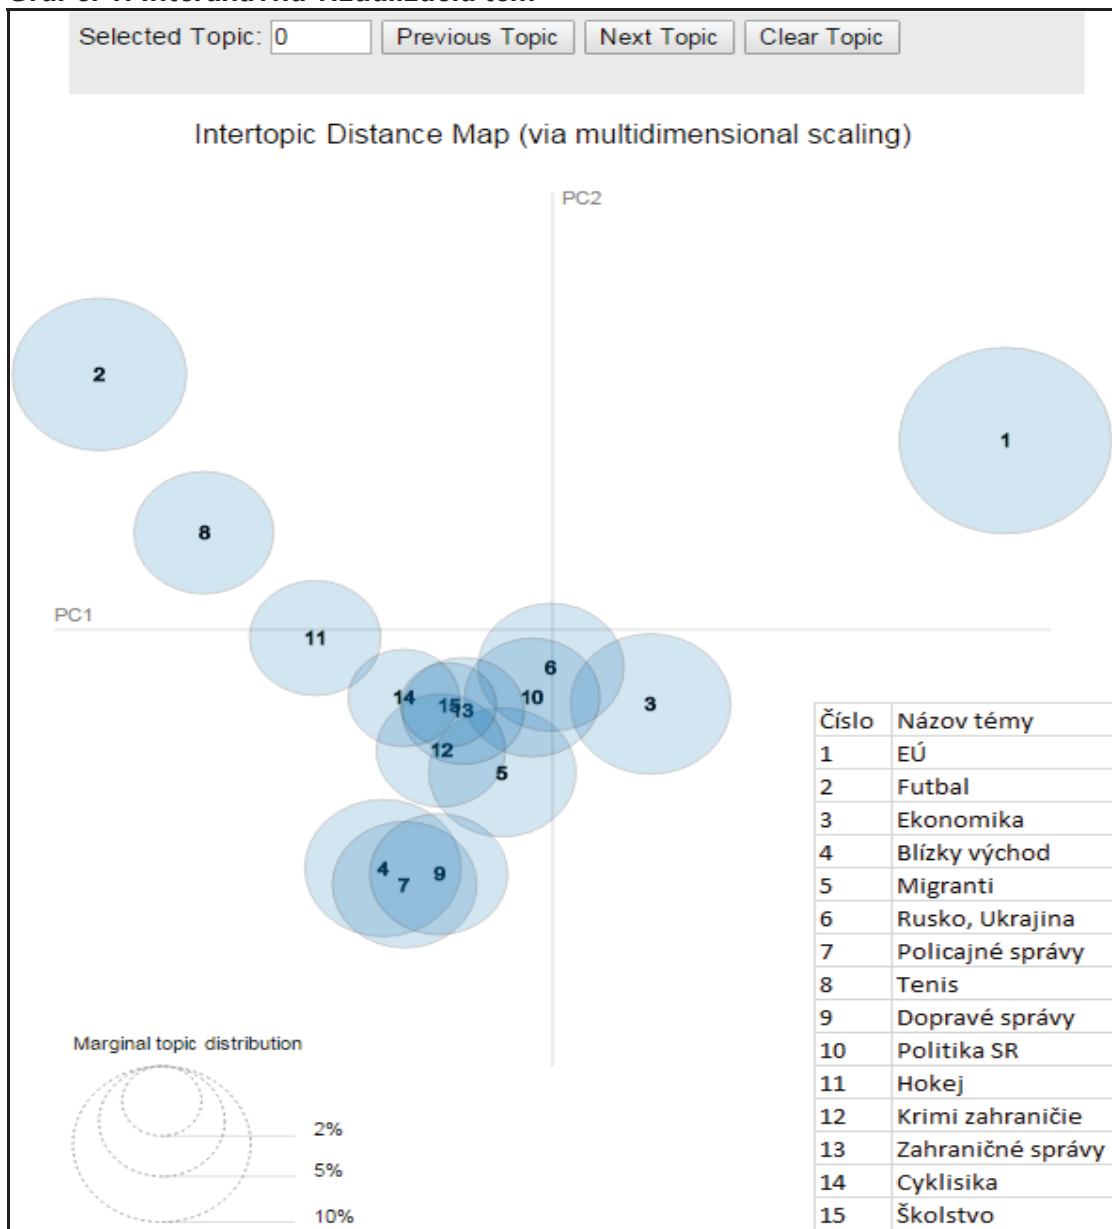 Selected Topic: 0 Previous Topic Next Topic Clear Topic
Intertopic Distance Map (via multidimensional scaling)
PC2
2
1
8
PC1
11
6
14
10
3
15
13
12
5
4
9
7
Číslo Názov témy
1 EÚ
2 Futbal
3 Ekonomika
4 Blízky východ
5 Migranti
6 Rusko, Ukrajina
7 Policajné správy
8 Tenis
9 Dopravé správy
10 Politika SR
11 Hokej
12 Krimi zahraničie
13 Zahraničné správy
14 Cyklisika
15 Školstvo
Marginal topic distribution
2%
5%
10%